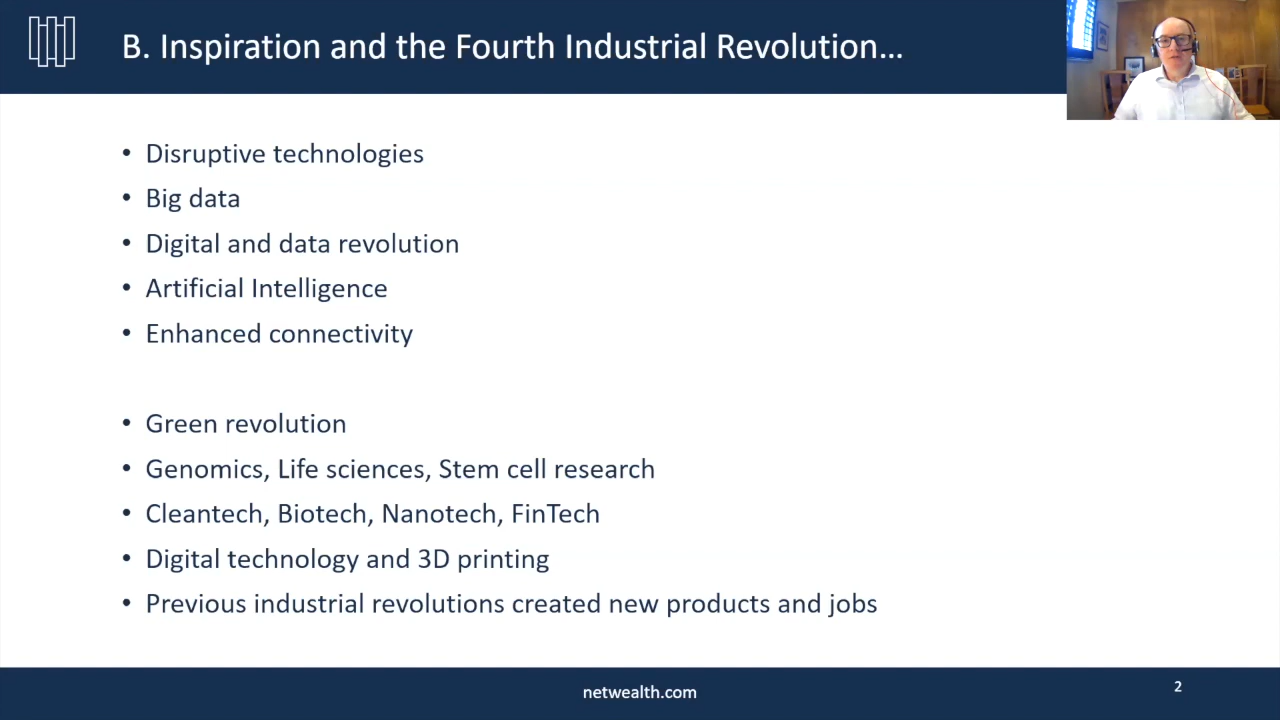 B. Inspiration and the Fourth Industrial Revolution...
• Disruptive technologies
• Big data
• Digital and data revolution
• Artificial Intelligence
• Enhanced connectivity
• Green revolution
• Genomics, Life sciences, Stem cell research
• Cleantech, Biotech, Nanotech, FinTech
• Digital technology and 3D printing
• Previous industrial revolutions created new products and jobs
netwealth.com
2